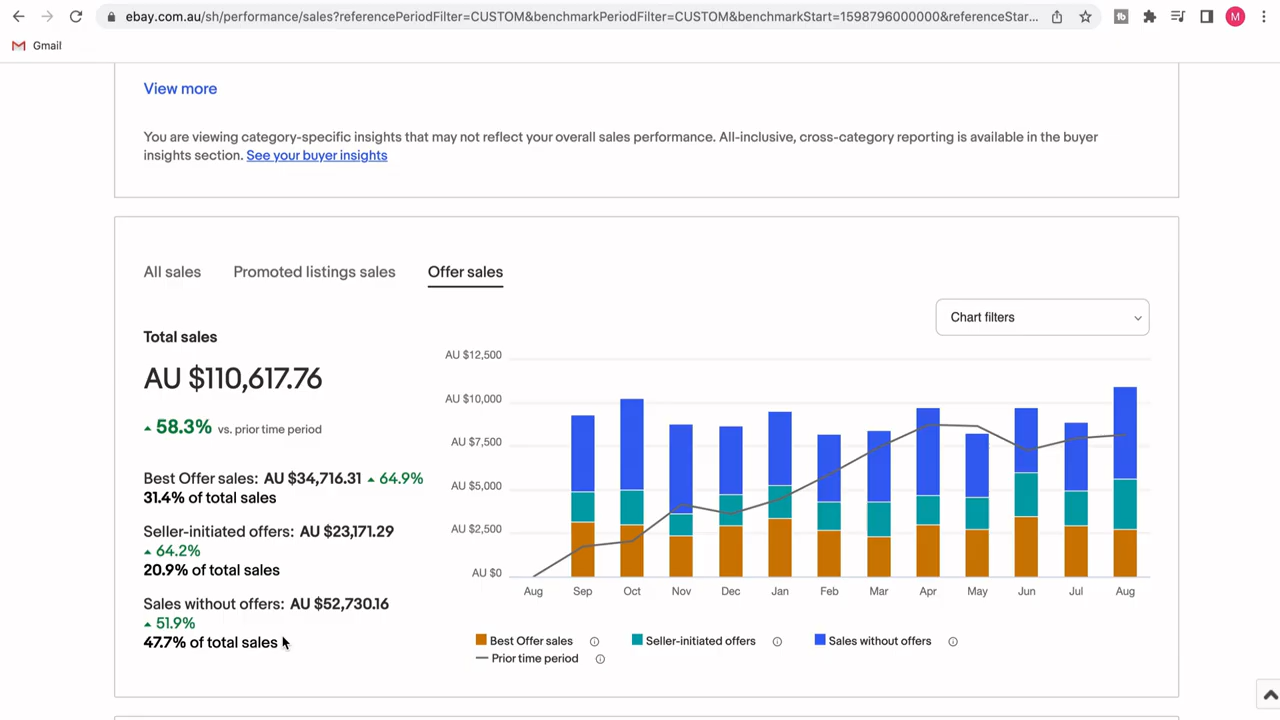 ebay.com.au/sh/performance/sales?referencePeriodFilter=CUSTOM&benchmarkPeriodFilter=CUSTOM&benchmarkStart=1598796000000&referenceStar...
M
Gmail
View more
You are viewing category-specific insights that may not reflect your overall sales performance. All-inclusive, cross-category reporting is available in the buyer
insights section. See your buyer insights
All sales
Promoted listings sales
Offer sales
Chart filters
Total sales
AU $110,617.76
58.3% vs. prior time period
Best Offer sales: AU $34,716.31 64.9%
31.4% of total sales
Seller-initiated offers: AU $23,171.29
64.2%
20.9% of total sales
Sales without offers: AU $52,730.16
51.9%
47.7% of total sales
AU $12,500
AU $10,000
AU $7,500
AU $5,000
AU $2,500
AU $0
Aug Sep Oct Nov Dec Jan Feb Mar Apr May Jun Jul Aug
Best Offer sales Seller-initiated offers Sales without offers
Prior time period